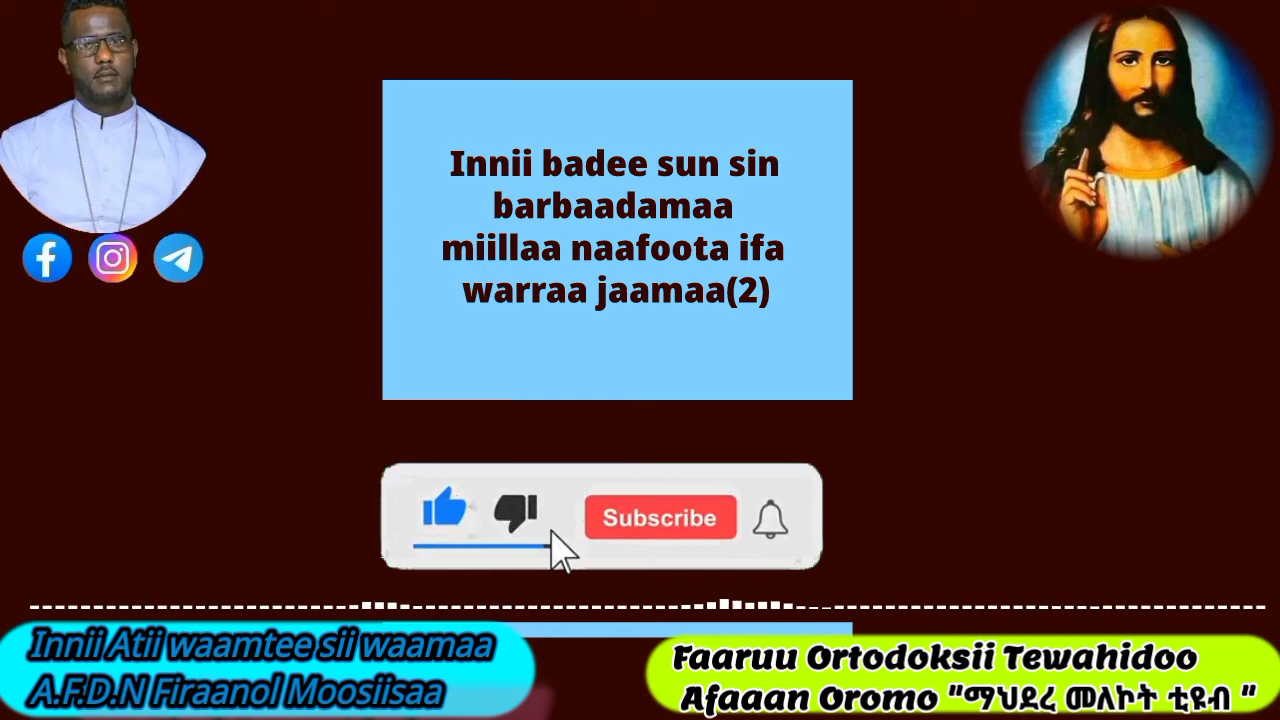 Innii badee sun sin
barbaadamaa
miillaa naafoota ifa
warraa jaamaa(2)
Subscribe
Innii Atii waamtee sii waamaa
A.F.D.N Firaanol Moosiisaa
Faaruu Ortodoksii Tewahidoo
Afaaan Oromo "ማህደረ መለኮት ቲዩብ "